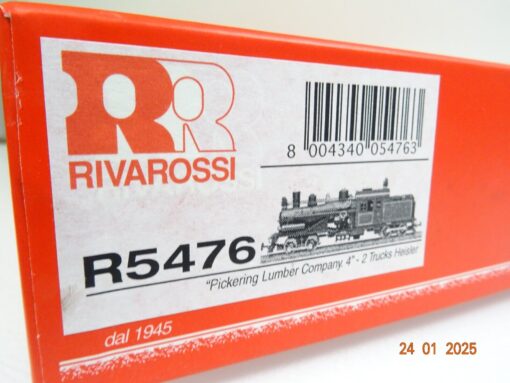 RR
RIVAROSSI
8 004340 054763
R5476
"Pickering Lumber Company. 4" - 2 Trucks Heisler
dal 1945
24 01 2025